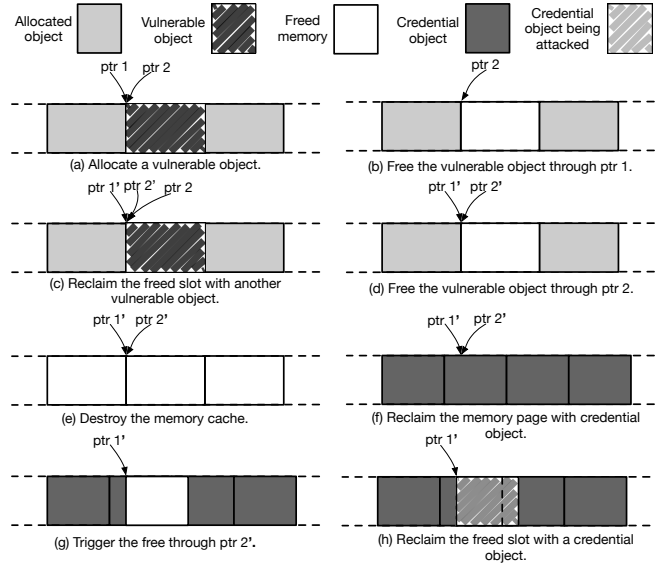 Allocated object
Vulnerable object
Freed memory
Credential object
Credential object being attacked
ptr 1 ptr 2
(a) Allocate a vulnerable object.
ptr 2
(b) Free the vulnerable object through ptr 1.
ptr 1' ptr 2' ptr 2
(c) Reclaim the freed slot with another
vulnerable object.
ptr 1' ptr 2'
(d) Free the vulnerable object through ptr 2.
ptr 1' ptr 2'
(e) Destroy the memory cache.
ptr 1' ptr 2'
(f) Reclaim the memory page with credential
object.
ptr 1'
(g) Trigger the free through ptr 2'.
ptr 1'
(h) Reclaim the freed slot with a credential
object.